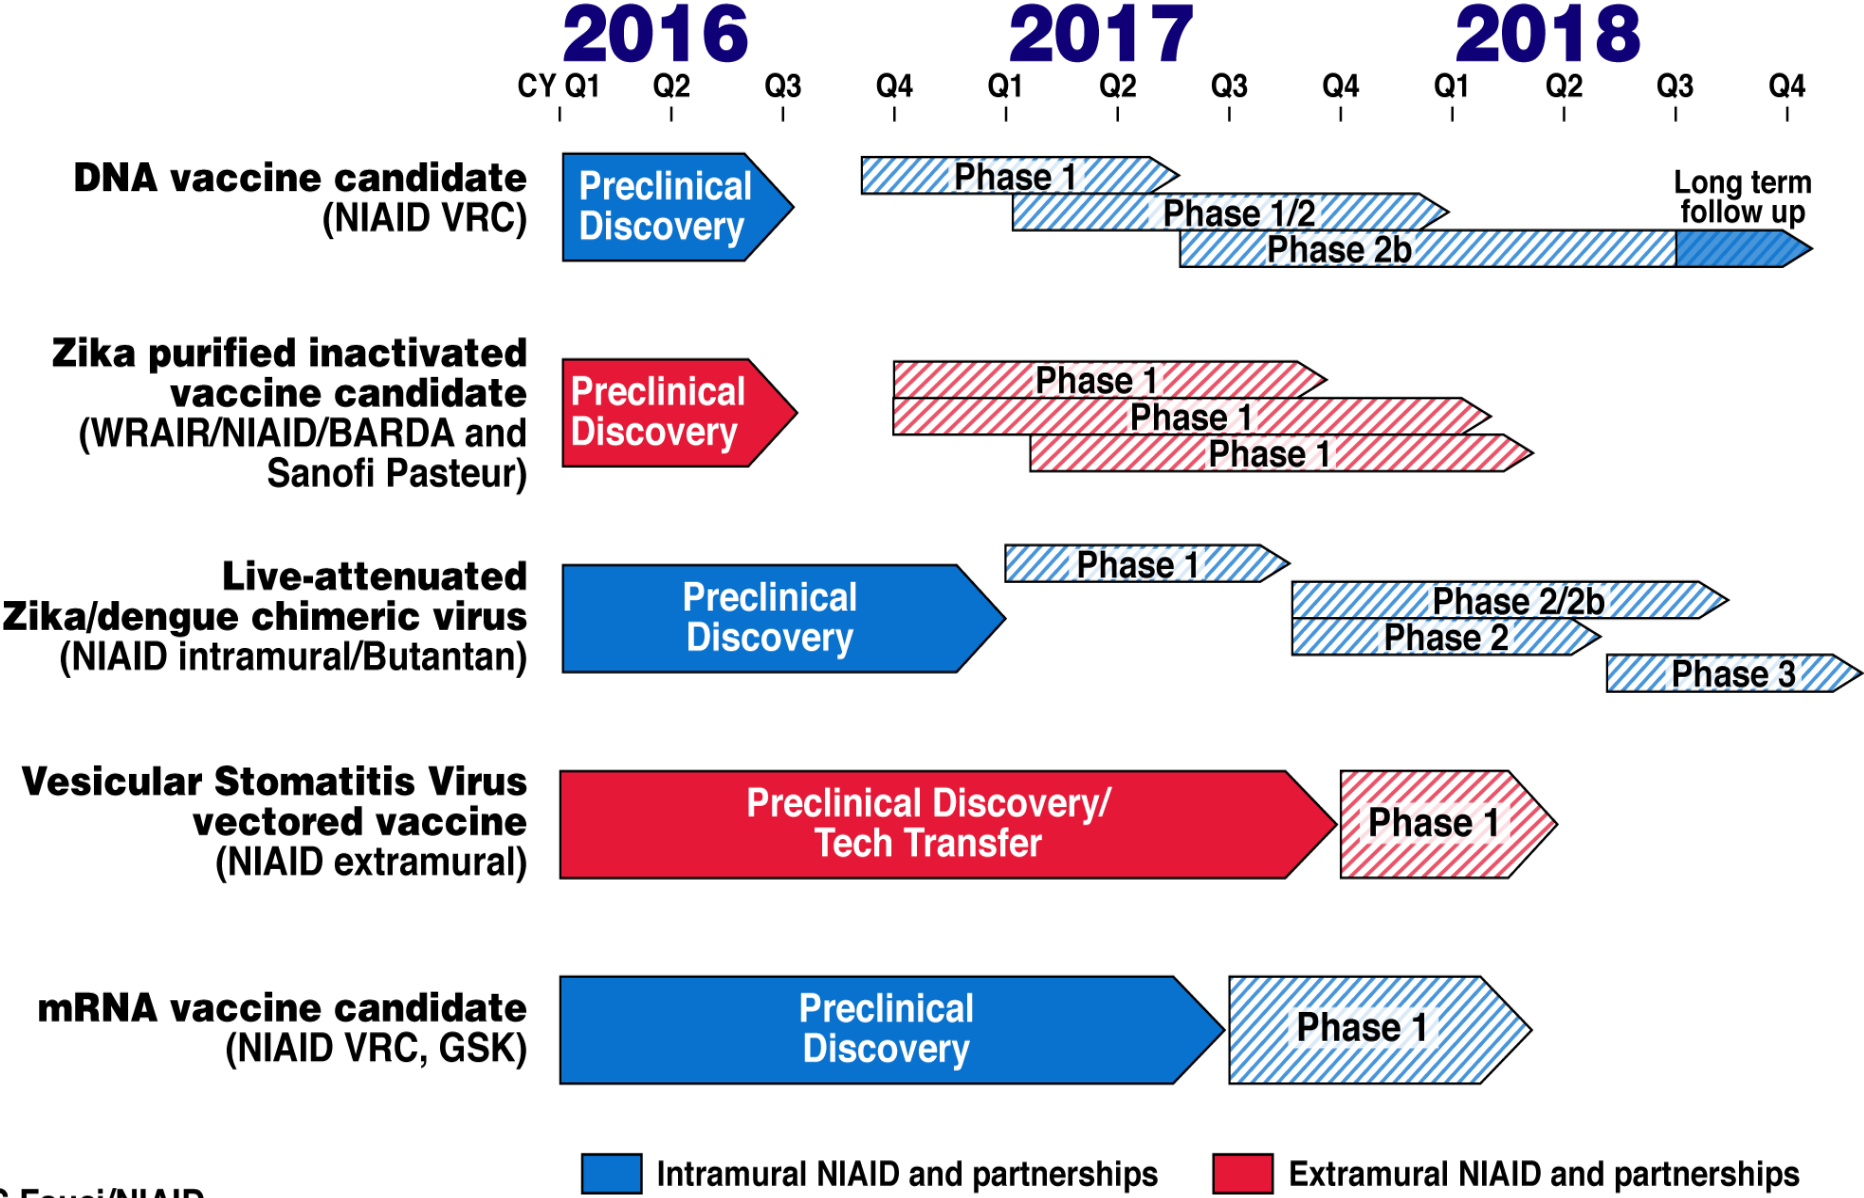 2016 2017 2018
CY Q1 Q2 Q3 Q4 Q1 Q2 Q3 Q4 Q1 Q2 Q3 Q4
DNA vaccine candidate
(NIAID VRC)
Preclinical
Discovery
Phase 1
Phase 1/2
Phase 2b
Long term
follow up
Zika purified inactivated
vaccine candidate
(WRAIR/NIAID/BARDA and
Sanofi Pasteur)
Preclinical
Discovery
Phase 1
Phase 1
Phase 1
Live-attenuated
Zika/dengue chimeric virus
(NIAID intramural/Butantan)
Preclinical
Discovery
Phase 1
Phase 2/2b
Phase 2
Phase 3
Vesicular Stomatitis Virus
vectored vaccine
(NIAID extramural)
Preclinical Discovery/
Tech Transfer
Phase 1
mRNA vaccine candidate
(NIAID VRC, GSK)
Preclinical
Discovery
Phase 1
Intramural NIAID and partnerships
Extramural NIAID and partnerships
Fauci/NIAID